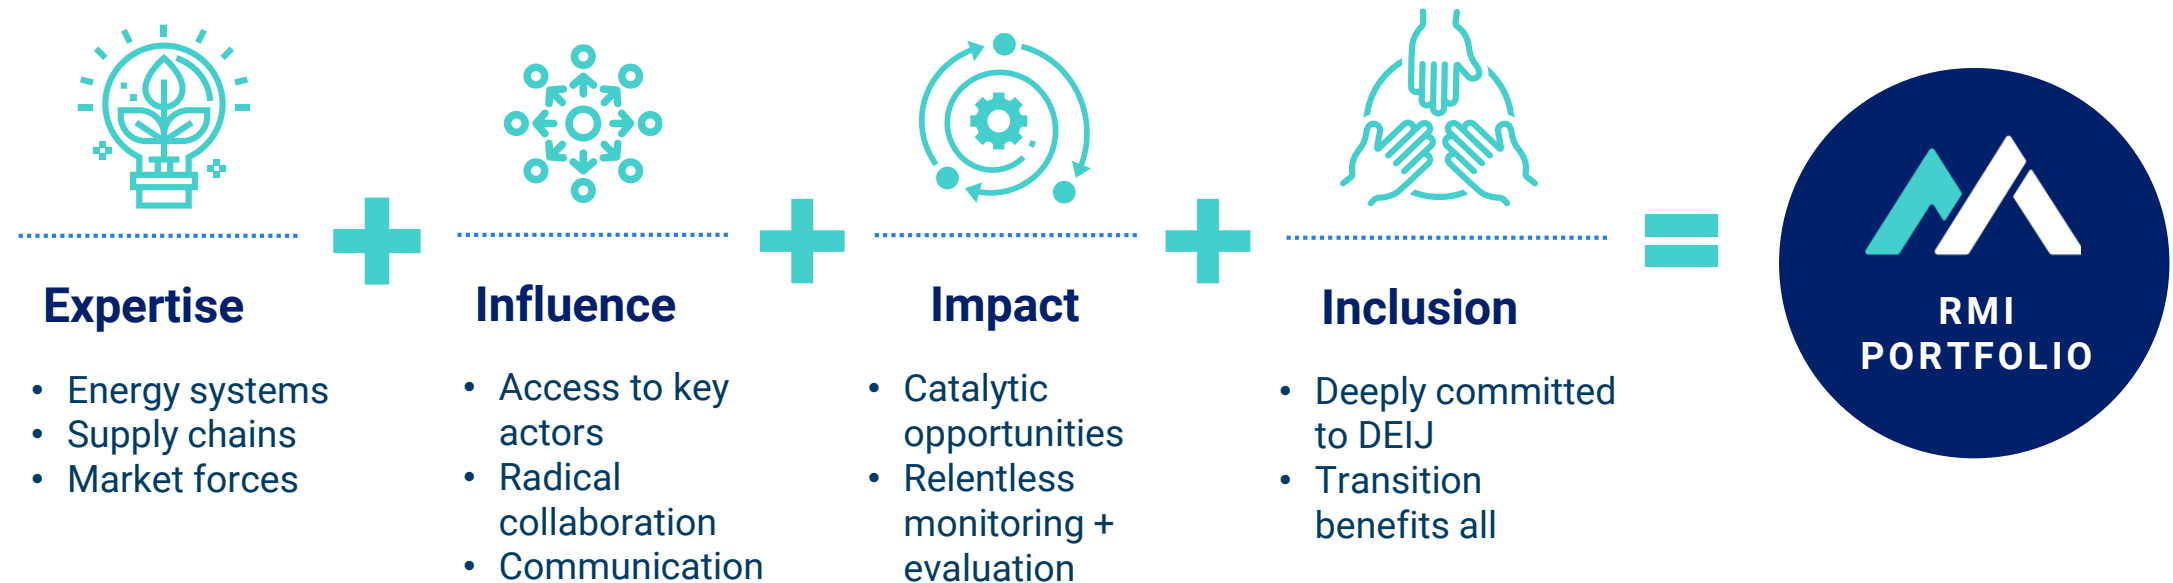 Expertise
• Energy systems
• Supply chains
• Market forces
Influence
• Access to key
actors
• Radical
collaboration
• Communication
Impact
• Catalytic
opportunities
• Relentless
monitoring +
evaluation
Inclusion
• Deeply committed
to DEIJ
• Transition
benefits all
RMI
PORTFOLIO